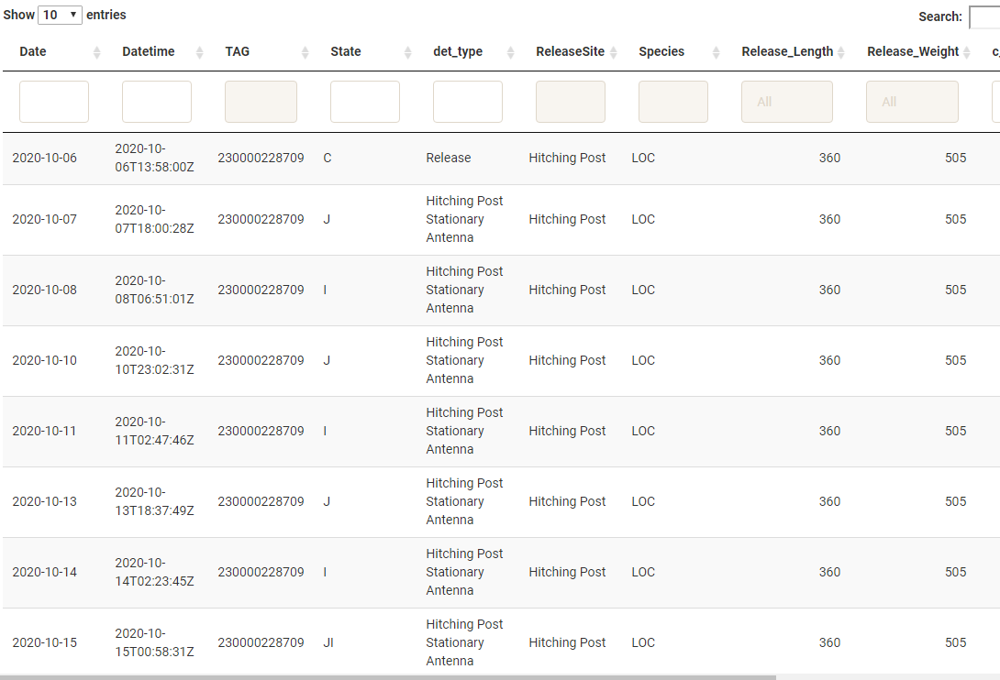 Show 10 entries
Search:
Date Datetime TAG State det_type ReleaseSite Species Release_Length Release_Weight c_
All All
2020-10-06 2020-10-06T13:58:00Z 230000228709 C Release Hitching Post LOC 360 505
2020-10-07 2020-10-07T18:00:28Z 230000228709 J Hitching Post Stationary Antenna Hitching Post LOC 360 505
2020-10-08 2020-10-08T06:51:01Z 230000228709 I Hitching Post Stationary Antenna Hitching Post LOC 360 505
2020-10-10 2020-10-10T23:02:31Z 230000228709 J Hitching Post Stationary Antenna Hitching Post LOC 360 505
2020-10-11 2020-10-11T02:47:46Z 230000228709 I Hitching Post Stationary Antenna Hitching Post LOC 360 505
2020-10-13 2020-10-13T18:37:49Z 230000228709 J Hitching Post Stationary Antenna Hitching Post LOC 360 505
2020-10-14 2020-10-14T02:23:45Z 230000228709 I Hitching Post Stationary Antenna Hitching Post LOC 360 505
2020-10-15 2020-10-15T00:58:31Z 230000228709 JI Hitching Post Stationary Antenna Hitching Post LOC 360 505